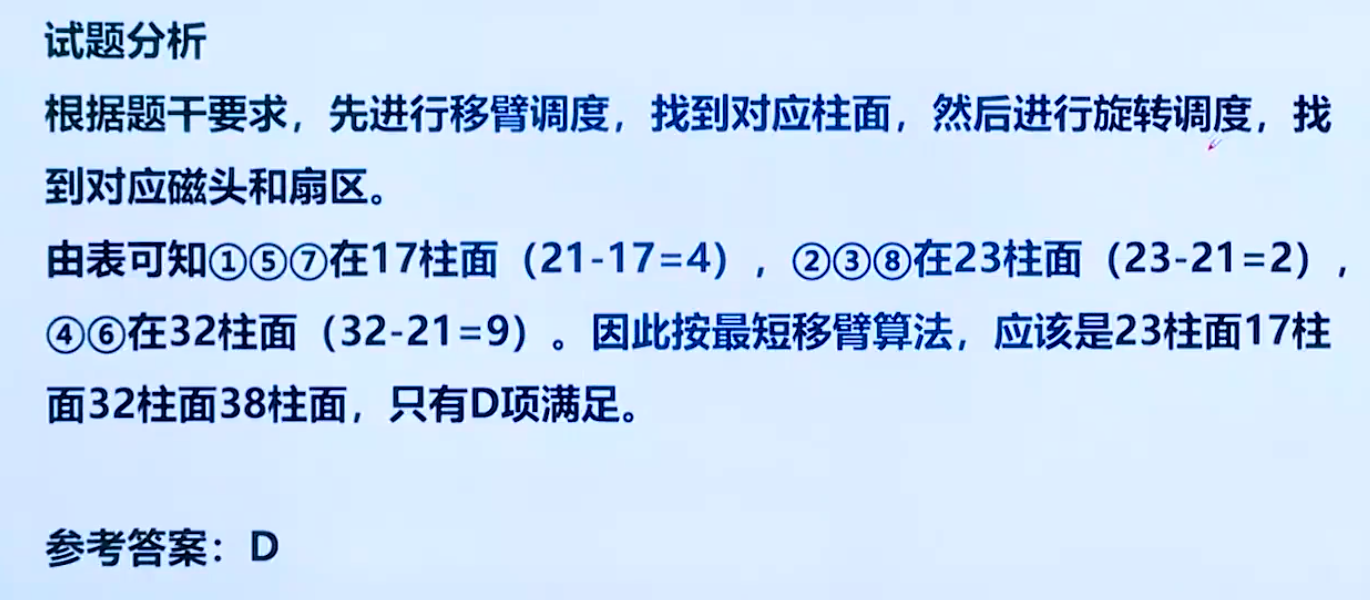 试题分析
根据题干要求，先进行移臂调度，找到对应柱面，然后进行旋转调度，找
到对应磁头和扇区。
由表可知①⑤⑦在17柱面（21-17=4），②③⑧在23柱面（23-21=2），
④⑥在32柱面（32-21=9）。因此按最短移臂算法，应该是23柱面17柱
面32柱面38柱面，只有D项满足。
参考答案：D